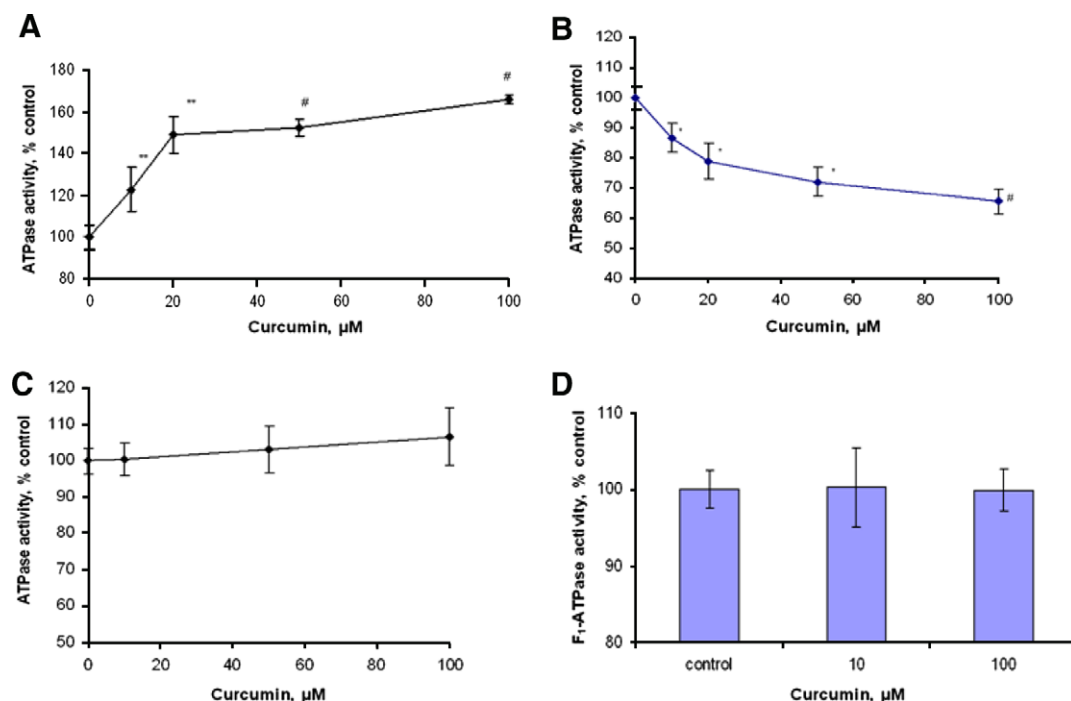 A
ATPase activity, % control
180
160
140
120
100
80
** ** # #
0 20 40 60 80 100
Curcumin, µM
B
ATPase activity, % control
120
110
100
90
80
70
60
50
40
* * * #
0 20 40 60 80 100
Curcumin, µM
C
ATPase activity, % control
120
110
100
90
80
70
60
50
0 20 40 60 80 100
Curcumin, µM
D
F₁-ATPase activity, % control
110
100
90
80
control 10 100
Curcumin, µM